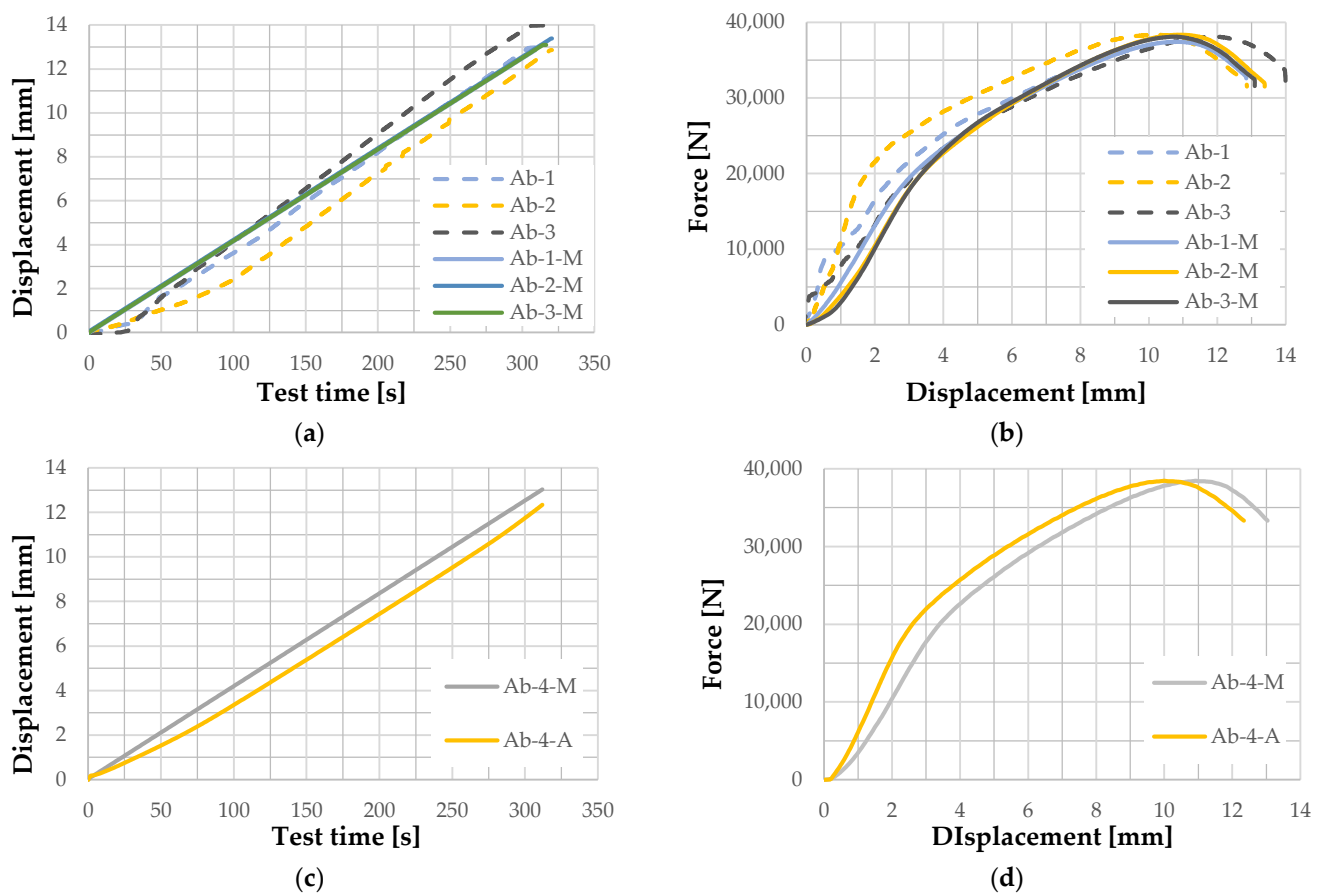 14
12
10
8
6
4
2
0
Displacement [mm]
0 50 100 150 200 250 300 350
Test time [s]
Ab-1
Ab-2
Ab-3
Ab-1-M
Ab-2-M
Ab-3-M
(a)
40,000
30,000
20,000
10,000
0
Force [N]
0 2 4 6 8 10 12 14
Displacement [mm]
Ab-1
Ab-2
Ab-3
Ab-1-M
Ab-2-M
Ab-3-M
(b)
14
12
10
8
6
4
2
0
Displacement [mm]
0 50 100 150 200 250 300 350
Test time [s]
Ab-4-M
Ab-4-A
(c)
40,000
30,000
20,000
10,000
0
Force [N]
0 2 4 6 8 10 12 14
DIsplacement [mm]
Ab-4-M
Ab-4-A
(d)